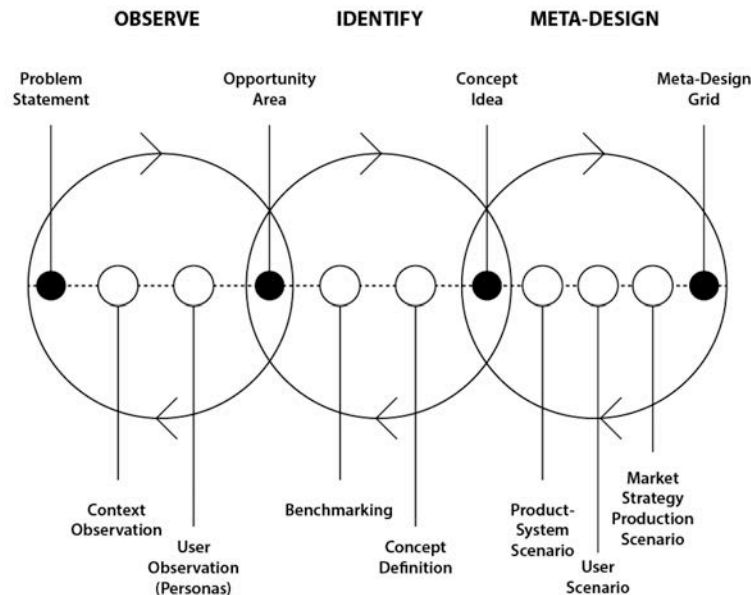 OBSERVE
IDENTIFY
META-DESIGN
Problem
Statement
Opportunity
Area
Concept
Idea
Meta-Design
Grid
Context
Observation
User
Observation
(Personas)
Benchmarking
Concept
Definition
Product-
System
Scenario
User
Scenario
Market
Strategy
Production
Scenario